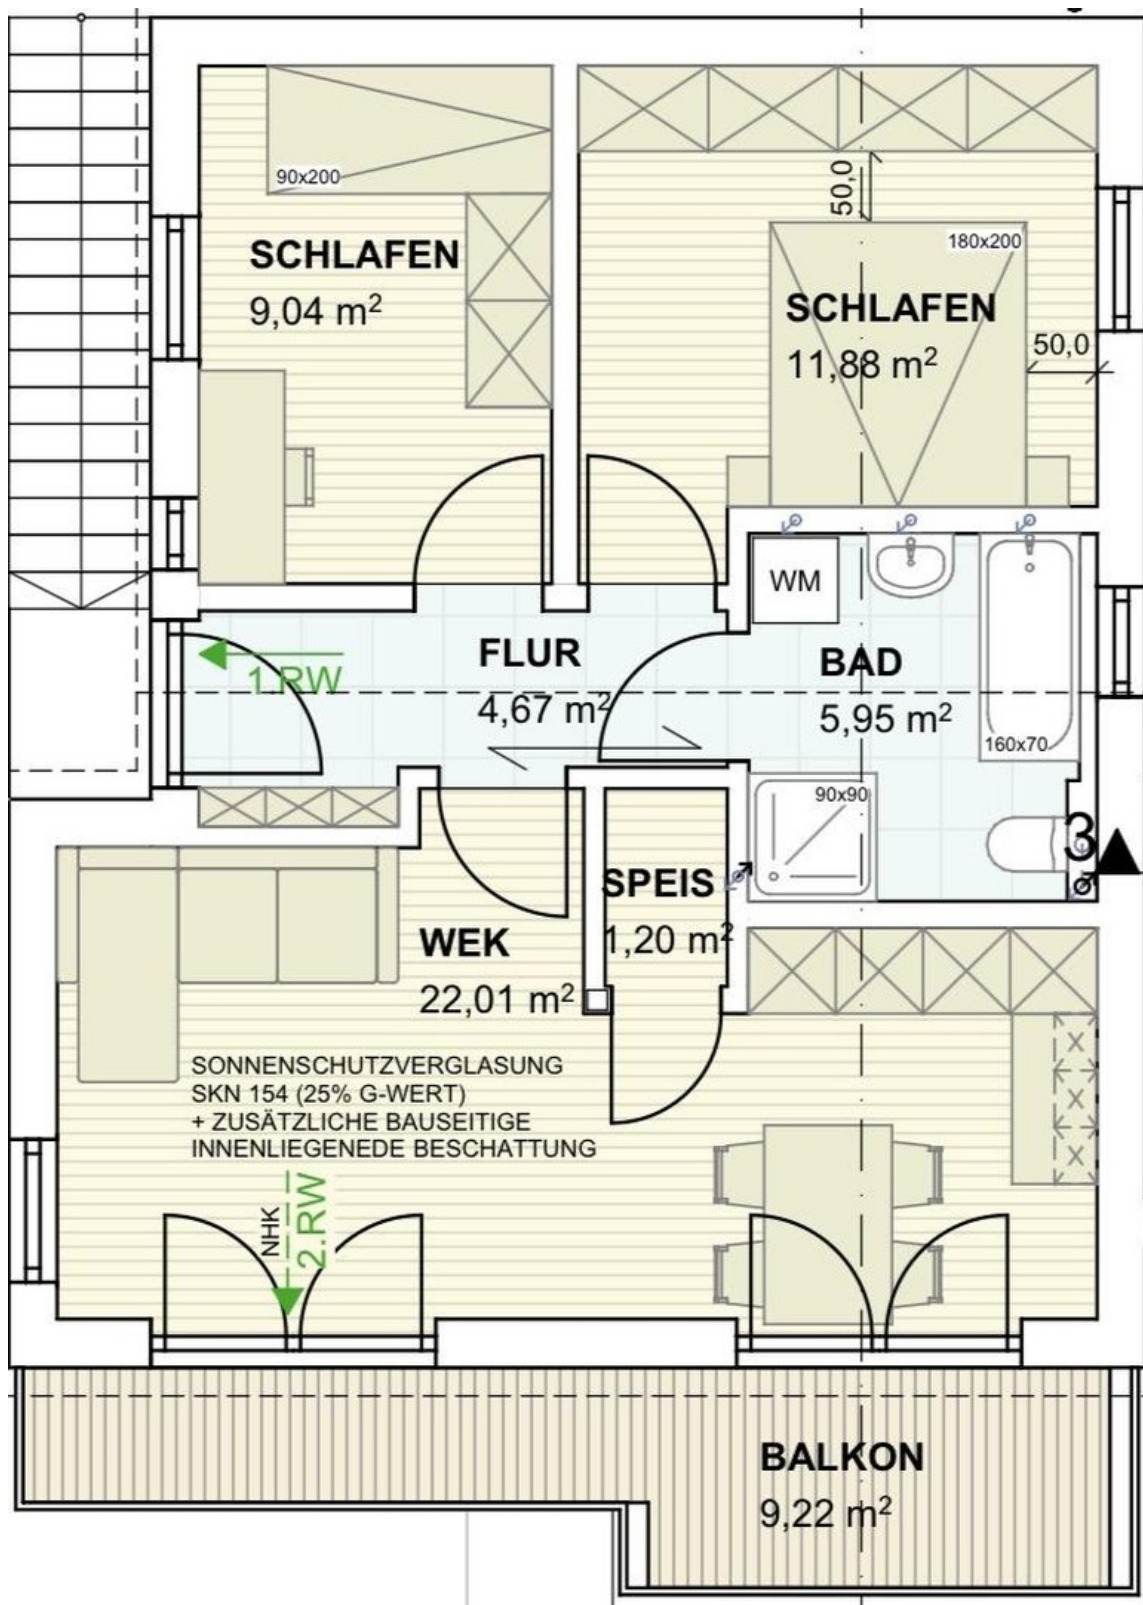 90x200
SCHLAFEN
9,04 m²
50,0
180x200
SCHLAFEN
11,88 m²
50,0
WM
1.RW
FLUR
4,67 m²
BAD
5,95 m²
160x70
90x90
3
SPEIS
1,20 m²
WEK
22,01 m²
SONNENSCHUTZVERGLASUNG
SKN 154 (25% G-WERT)
+ ZUSÄTZLICHE BAUSEITIGE
INNENLIEGENEDE BESCHATTUNG
NHK
2.RW
BALKON
9,22 m²